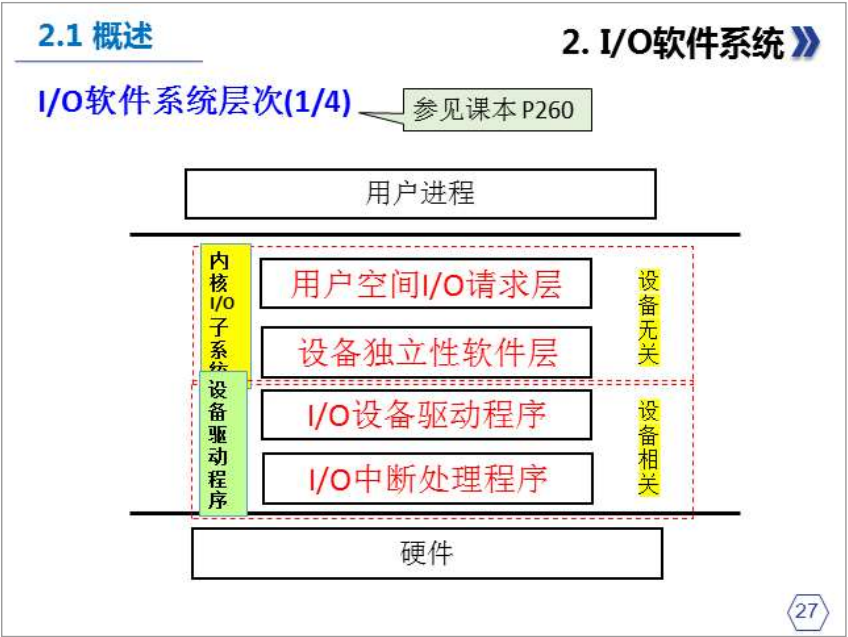 2.1 概述
2. I/O软件系统
I/O软件系统层次(1/4)
参见课本P260
用户进程
内核I/O子系统
用户空间I/O请求层
设备独立性软件层
设备无关
设备驱动程序
I/O设备驱动程序
I/O中断处理程序
设备相关
硬件
27